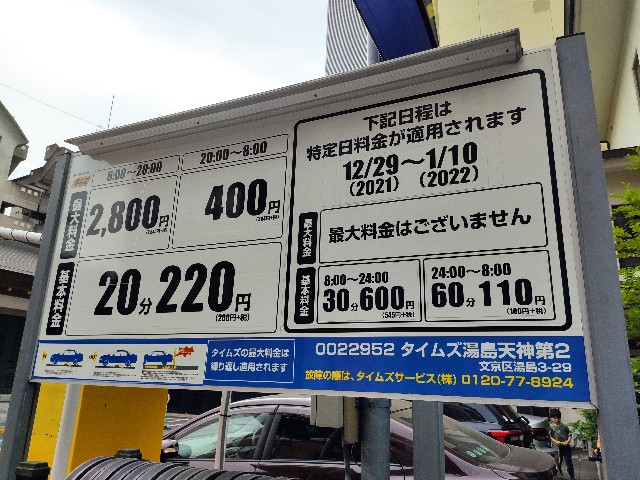 8:00～20:00
20:00～8:00
最大料金
2,800円
400円
基本料金
20分220円
(200円+税)
下記日程は
特定日料金が適用されます
12/29～1/10
(2021) (2022)
最大料金
最大料金はございません
基本料金
8:00～24:00
30分600円
(545円+税)
24:00～8:00
60分110円
(100円+税)
タイムズの最大料金は
繰り返し適用されます
0022952 タイムズ湯島天神第2
文京区湯島3-29
故障の際は、タイムズサービス(株) 0120-77-8924